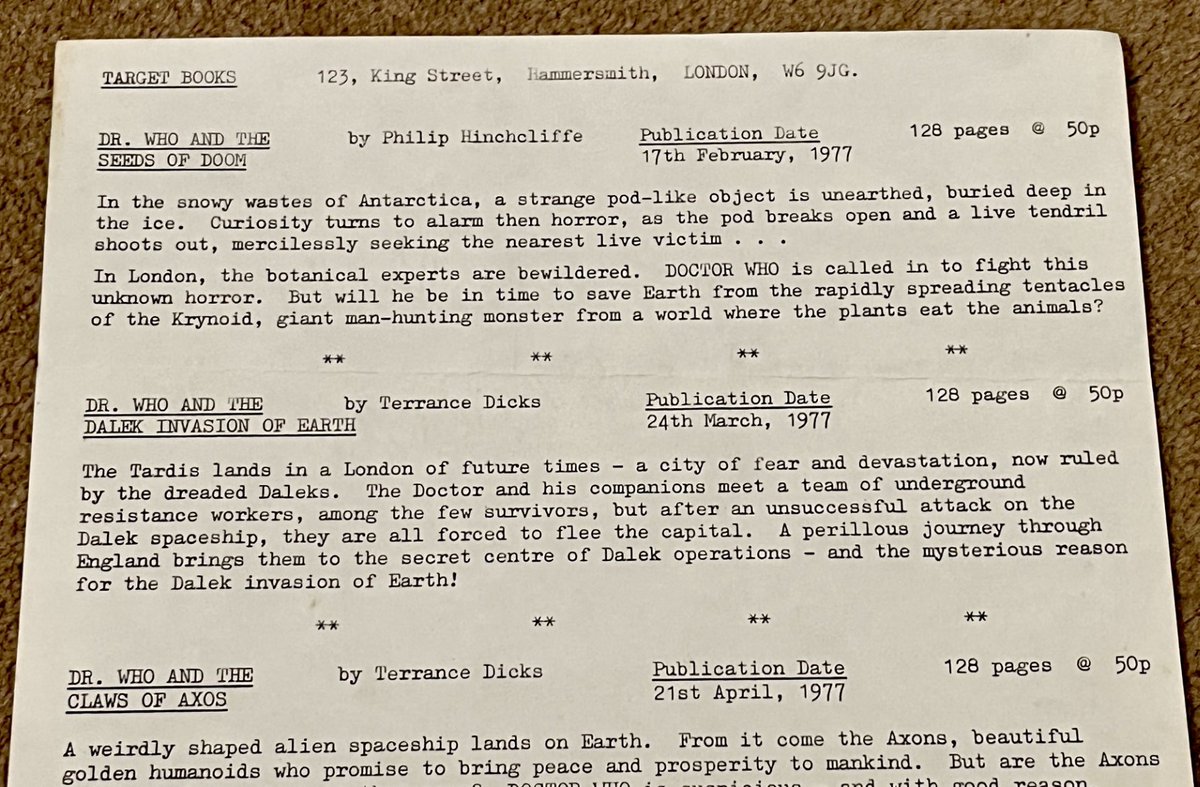 TARGET BOOKS 123, King Street, Hammersmith, LONDON, W6 9JG.
DR. WHO AND THE by Philip Hinchcliffe Publication Date 128 pages @ 50p
SEEDS OF DOOM 17th February, 1977
In the snowy wastes of Antarctica, a strange pod-like object is unearthed, buried deep in
the ice. Curiosity turns to alarm then horror, as the pod breaks open and a live tendril
shoots out, mercilessly seeking the nearest live victim . . .
In London, the botanical experts are bewildered. DOCTOR WHO is called in to fight this
unknown horror. But will he be in time to save Earth from the rapidly spreading tentacles
of the Krynoid, giant man-hunting monster from a world where the plants eat the animals?
** ** ** **
DR. WHO AND THE by Terrance Dicks Publication Date 128 pages @ 50p
DALEK INVASION OF EARTH 24th March, 1977
The Tardis lands in a London of future times - a city of fear and devastation, now ruled
by the dreaded Daleks. The Doctor and his companions meet a team of underground
resistance workers, among the few survivors, but after an unsuccessful attack on the
Dalek spaceship, they are all forced to flee the capital. A perillous journey through
England brings them to the secret centre of Dalek operations - and the mysterious reason
for the Dalek invasion of Earth!
** ** ** **
DR. WHO AND THE by Terrance Dicks Publication Date 128 pages @ 50p
CLAWS OF AXOS 21st April, 1977
A weirdly shaped alien spaceship lands on Earth. From it come the Axons, beautiful
golden humanoids who promise to bring peace and prosperity to mankind. But are the Axons
DOCTOR WHO is suspicious - and with good reason